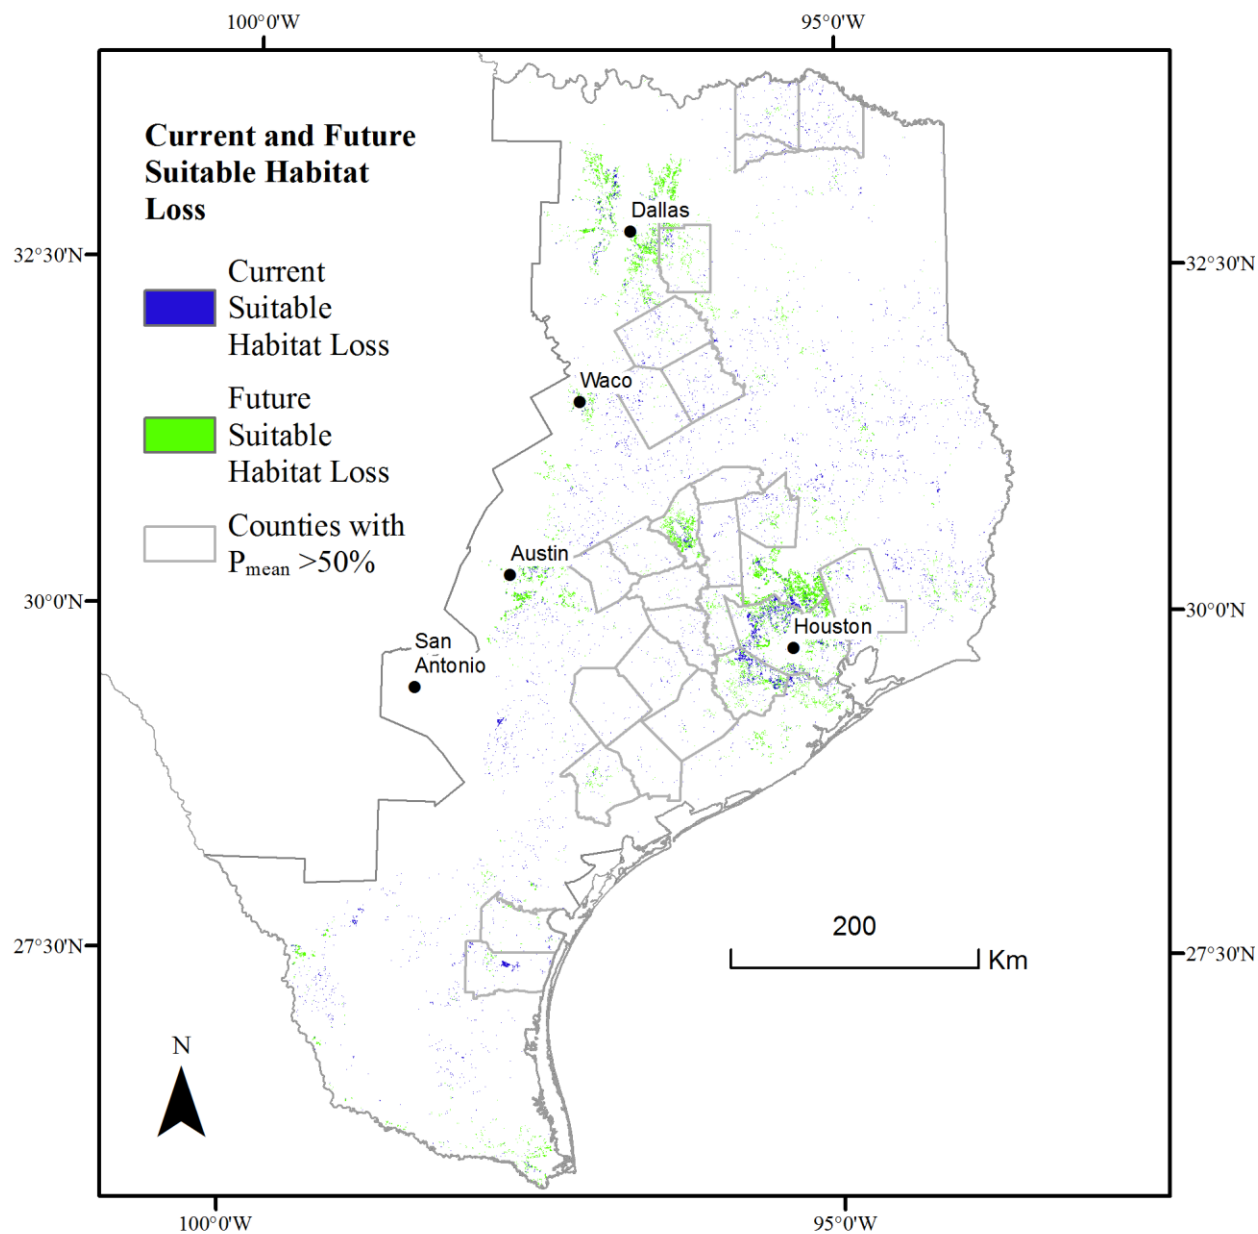 100°0'W
95°0'W
Current and Future
Suitable Habitat
Loss
Current
Suitable
Habitat Loss
Future
Suitable
Habitat Loss
Counties with
Pmean >50%
Dallas
32°30'N
32°30'N
Waco
Austin
30°0'N
30°0'N
Houston
San
Antonio
200
Km
27°30'N
27°30'N
N
100°0'W
95°0'W